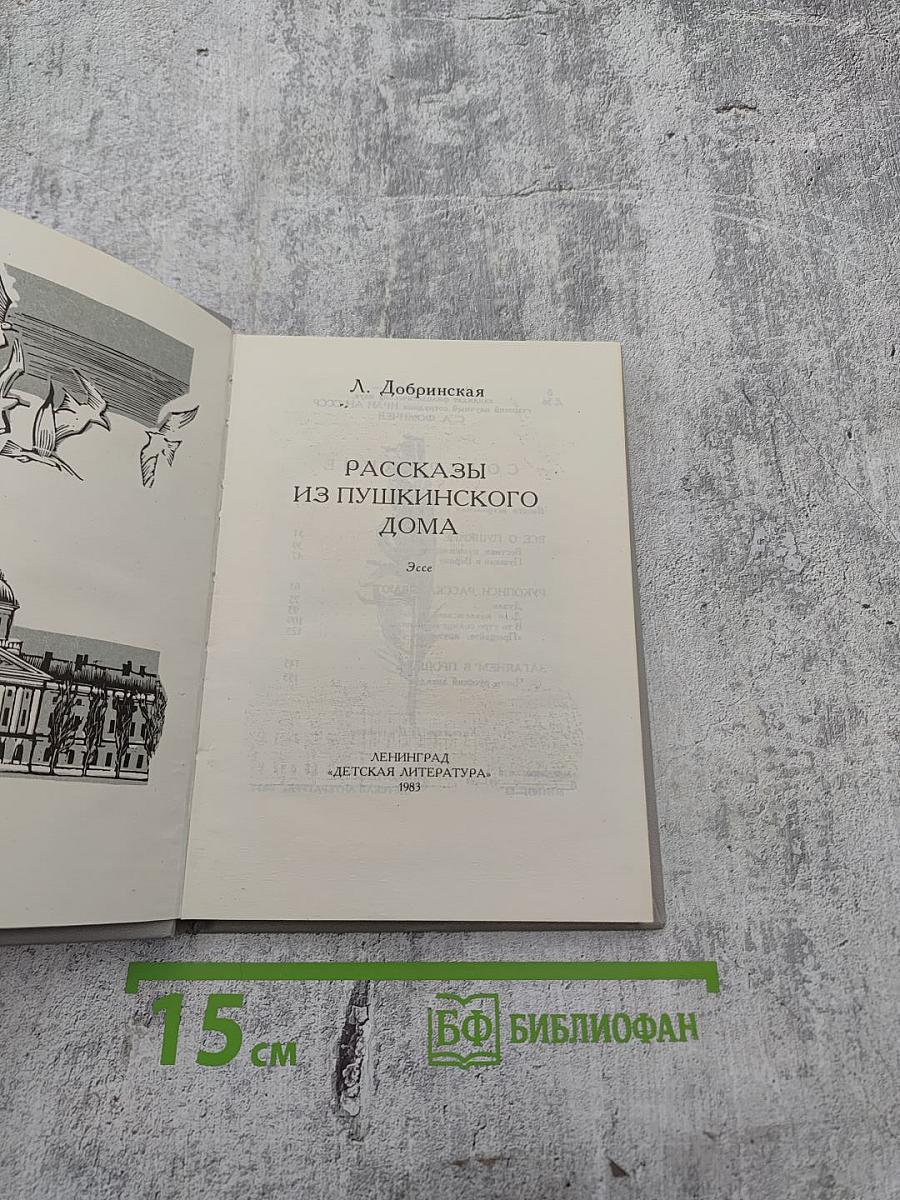 Л. Добринская
РАССКАЗЫ
ИЗ ПУШКИНСКОГО
ДОМА
Эссе
ЛЕНИНГРАД
«ДЕТСКАЯ ЛИТЕРАТУРА»
1983
15 см
БФ БИБЛИОФАН